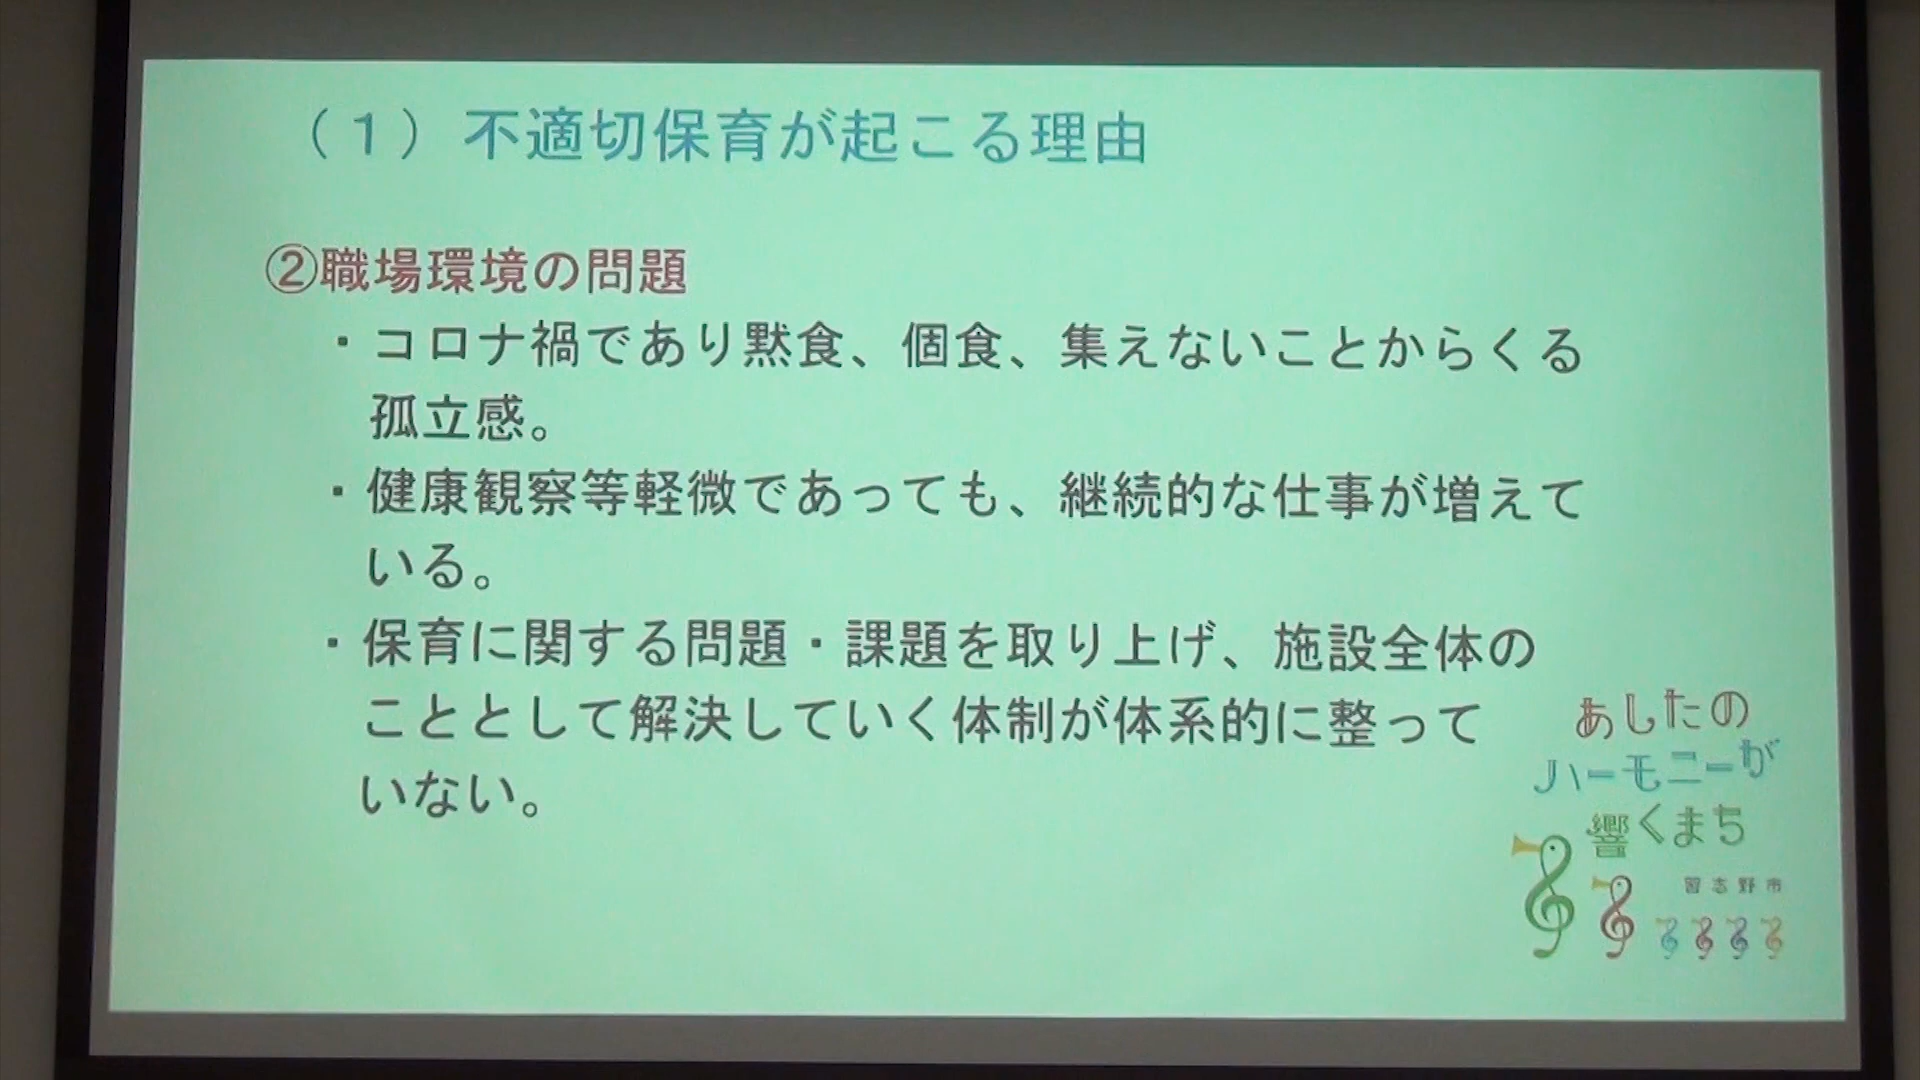 （１）不適切保育が起こる理由
②職場環境の問題
・コロナ禍であり黙食、個食、集えないことからくる
孤立感。
・健康観察等軽微であっても、継続的な仕事が増えて
いる。
・保育に関する問題・課題を取り上げ、施設全体の
こととして解決していく体制が体系的に整って
いない。
あしたの
ハーモニーが
響くまち
習志野市